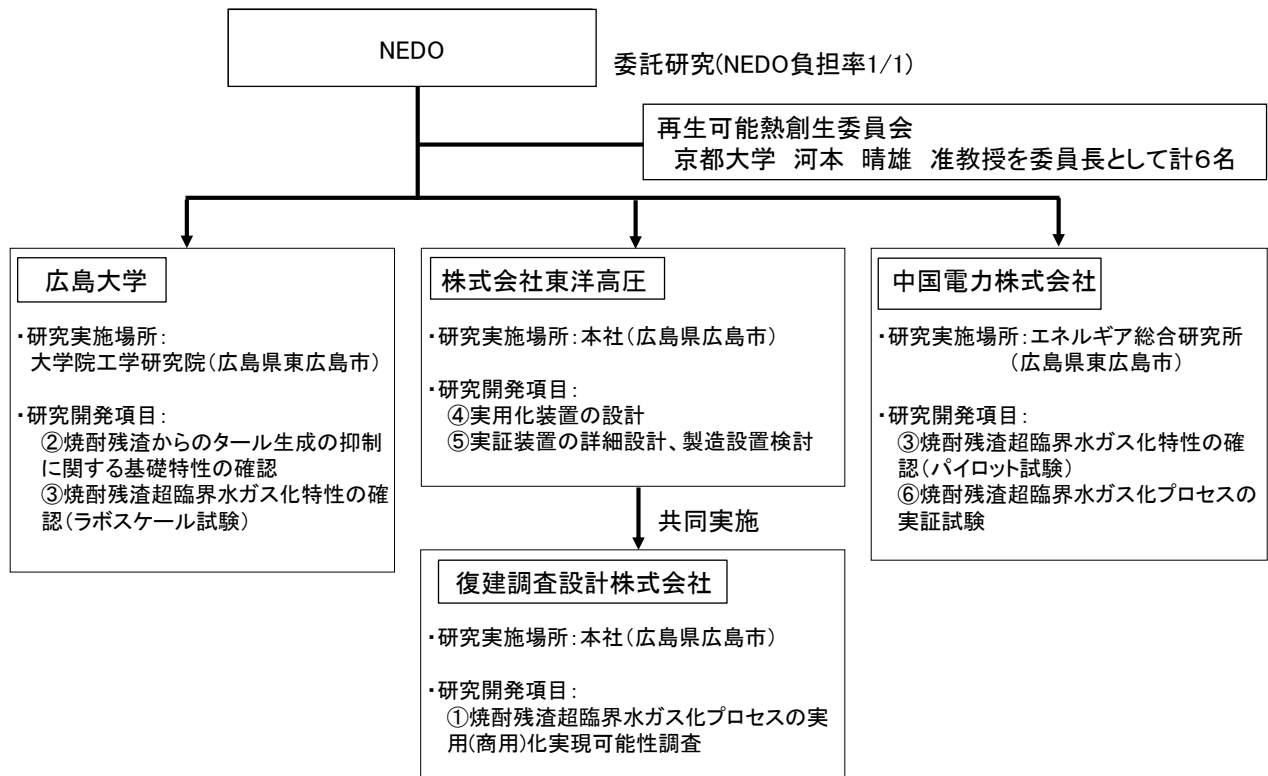 NEDO
委託研究(NEDO負担率1/1)
再生可能熱創生委員会
京都大学 河本 晴雄 准教授を委員長として計6名
広島大学
・研究実施場所：
大学院工学研究院（広島県東広島市）
・研究開発項目：
②焼酎残渣からのタール生成の抑制
に関する基礎特性の確認
③焼酎残渣超臨界水ガス化特性の確
認（ラボスケール試験）
株式会社東洋高圧
・研究実施場所：本社（広島県広島市）
・研究開発項目：
④実用化装置の設計
⑤実証装置の詳細設計、製造設置検討
共同実施
復建調査設計株式会社
・研究実施場所：本社（広島県広島市）
・研究開発項目：
①焼酎残渣超臨界水ガス化プロセスの実
用(商用)化実現可能性調査
中国電力株式会社
・研究実施場所：エネルギア総合研究所
（広島県東広島市）
・研究開発項目：
③焼酎残渣超臨界水ガス化特性の確
認（パイロット試験）
⑥焼酎残渣超臨界水ガス化プロセスの
実証試験